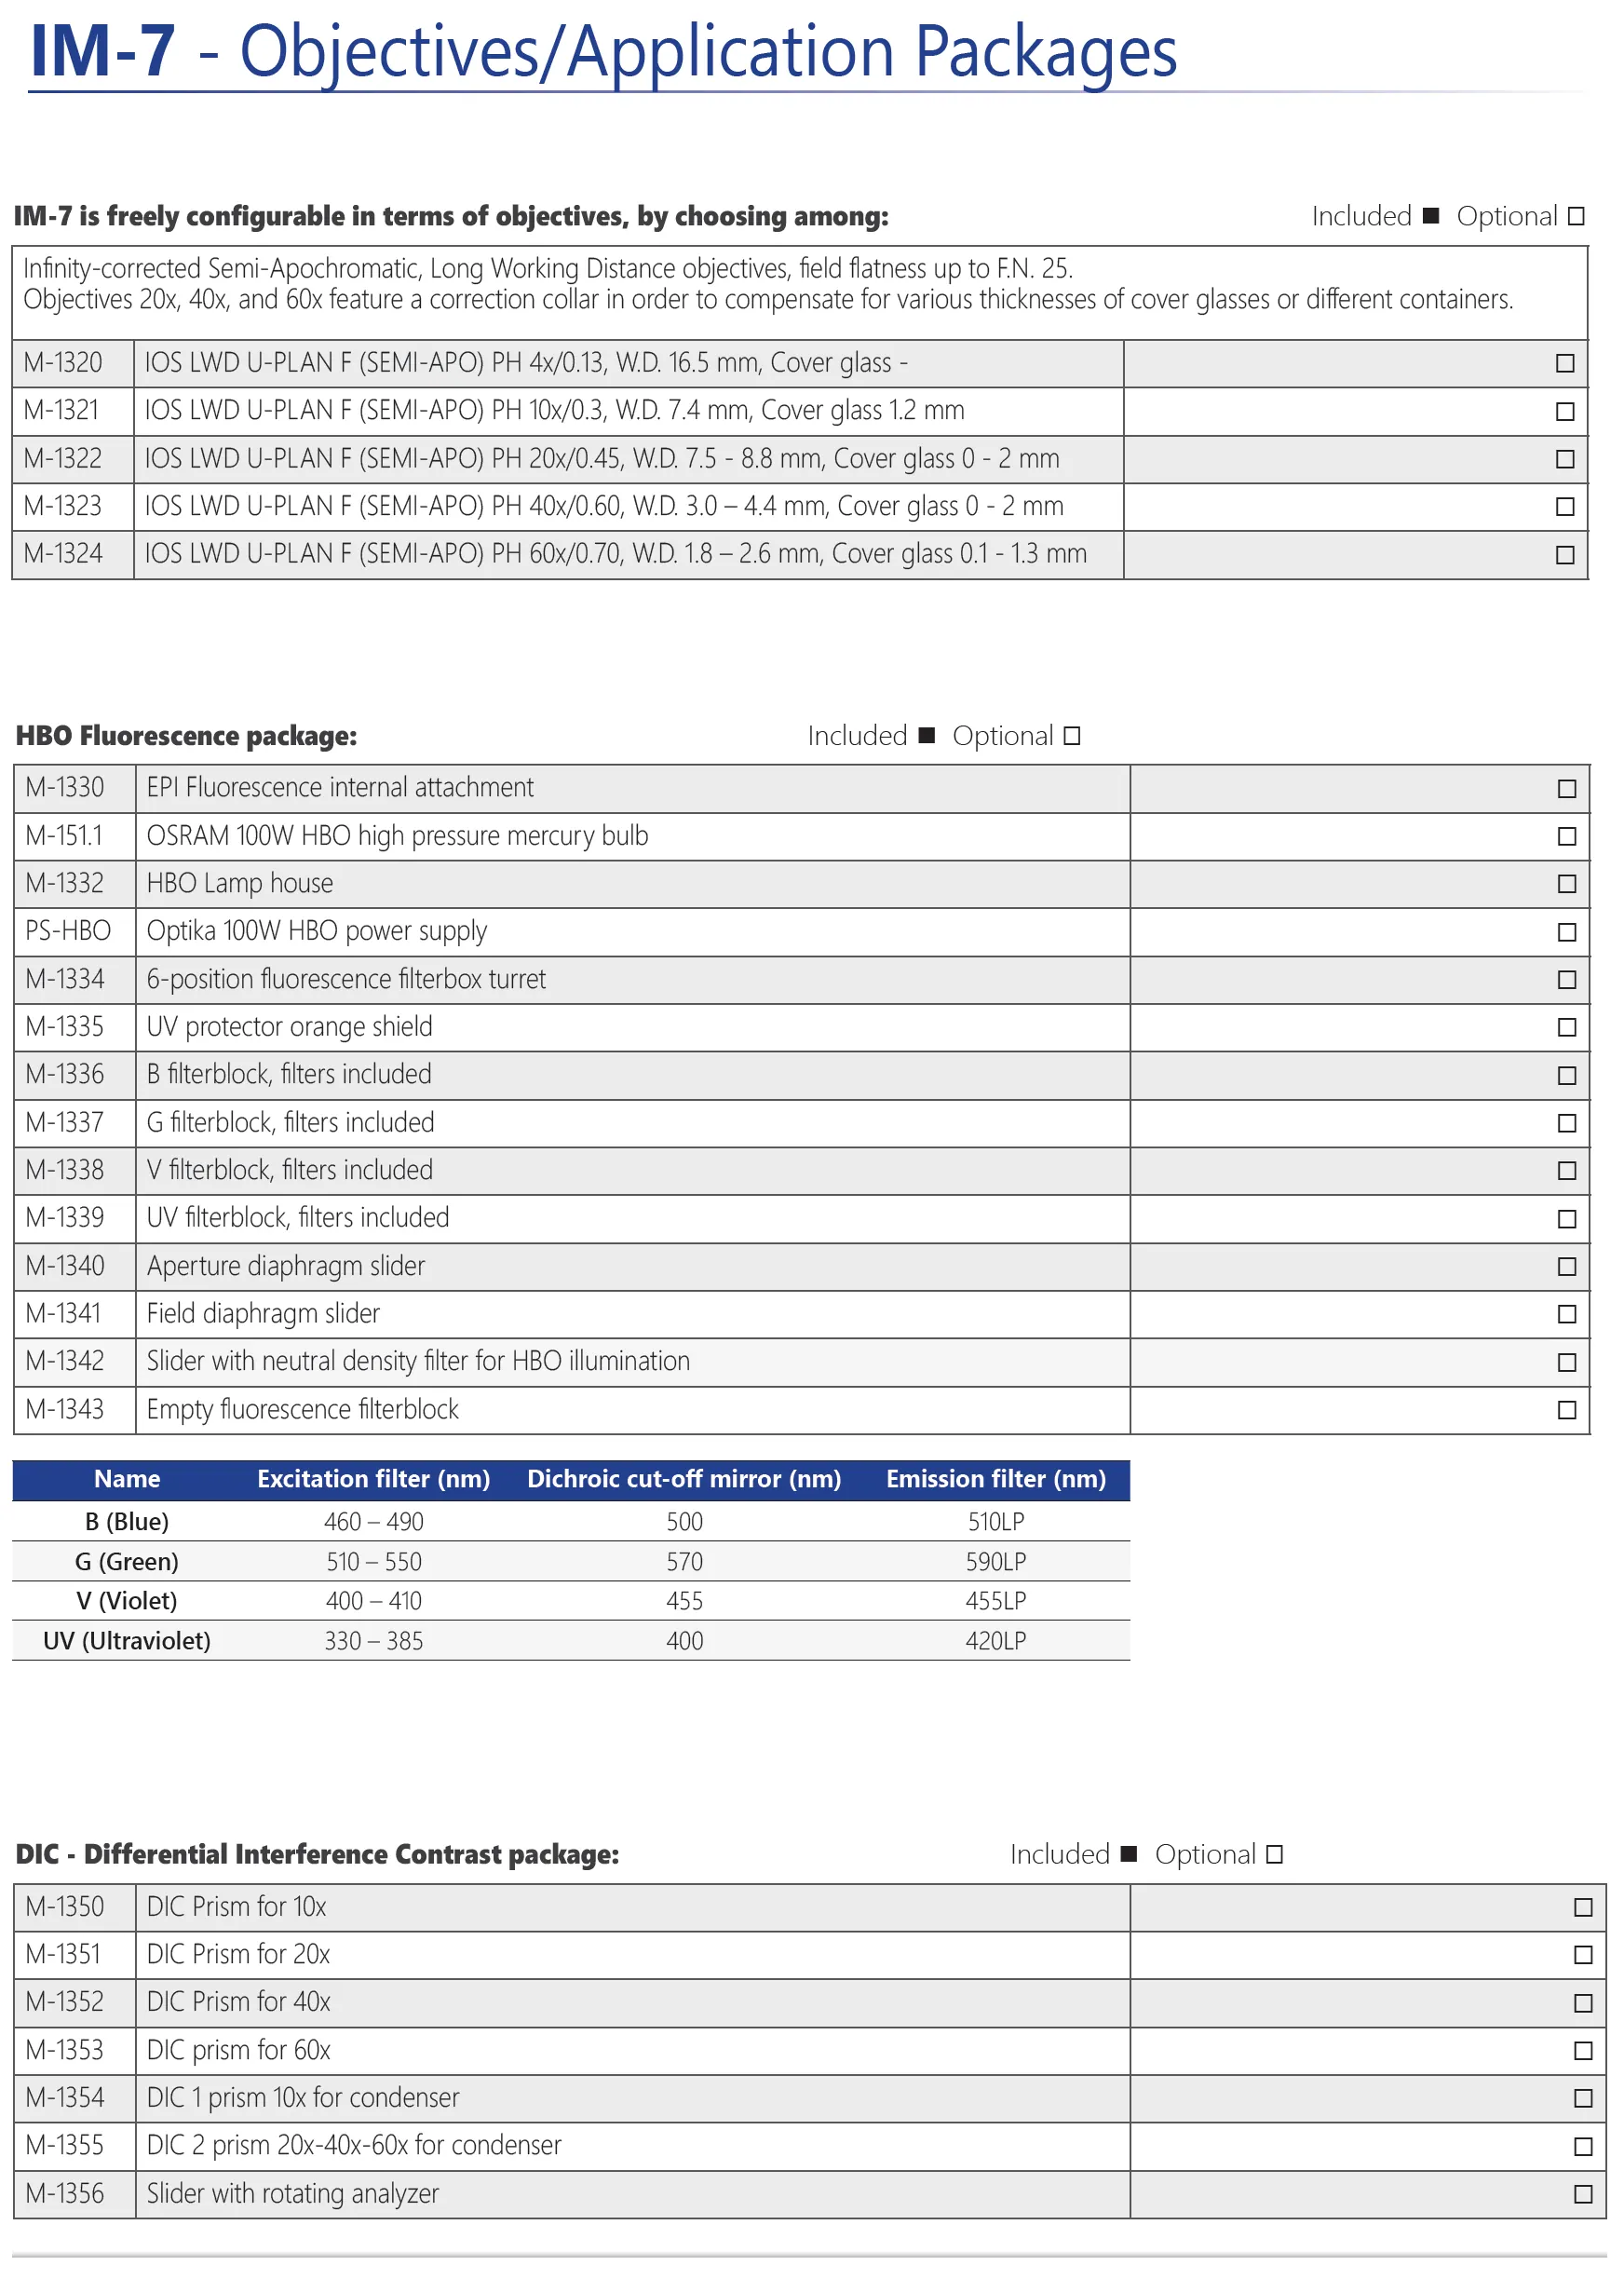 IM-7 - Objectives/Application Packages
IM-7 is freely configurable in terms of objectives, by choosing among: Included ■ Optional □
Infinity-corrected Semi-Apochromatic, Long Working Distance objectives, field flatness up to F.N. 25.
Objectives 20x, 40x, and 60x feature a correction collar in order to compensate for various thicknesses of cover glasses or different containers.
M-1320 IOS LWD U-PLAN F (SEMI-APO) PH 4x/0.13, W.D. 16.5 mm, Cover glass - □
M-1321 IOS LWD U-PLAN F (SEMI-APO) PH 10x/0.3, W.D. 7.4 mm, Cover glass 1.2 mm □
M-1322 IOS LWD U-PLAN F (SEMI-APO) PH 20x/0.45, W.D. 7.5 - 8.8 mm, Cover glass 0 - 2 mm □
M-1323 IOS LWD U-PLAN F (SEMI-APO) PH 40x/0.60, W.D. 3.0 – 4.4 mm, Cover glass 0 - 2 mm □
M-1324 IOS LWD U-PLAN F (SEMI-APO) PH 60x/0.70, W.D. 1.8 – 2.6 mm, Cover glass 0.1 - 1.3 mm □
HBO Fluorescence package: Included ■ Optional □
M-1330 EPI Fluorescence internal attachment □
M-151.1 OSRAM 100W HBO high pressure mercury bulb □
M-1332 HBO Lamp house □
PS-HBO Optika 100W HBO power supply □
M-1334 6-position fluorescence filterbox turret □
M-1335 UV protector orange shield □
M-1336 B filterblock, filters included □
M-1337 G filterblock, filters included □
M-1338 V filterblock, filters included □
M-1339 UV filterblock, filters included □
M-1340 Aperture diaphragm slider □
M-1341 Field diaphragm slider □
M-1342 Slider with neutral density filter for HBO illumination □
M-1343 Empty fluorescence filterblock □
Name Excitation filter (nm) Dichroic cut-off mirror (nm) Emission filter (nm)
B (Blue) 460 – 490 500 510LP
G (Green) 510 – 550 570 590LP
V (Violet) 400 – 410 455 455LP
UV (Ultraviolet) 330 – 385 400 420LP
DIC - Differential Interference Contrast package: Included ■ Optional □
M-1350 DIC Prism for 10x □
M-1351 DIC Prism for 20x □
M-1352 DIC Prism for 40x □
M-1353 DIC prism for 60x □
M-1354 DIC 1 prism 10x for condenser □
M-1355 DIC 2 prism 20x-40x-60x for condenser □
M-1356 Slider with rotating analyzer □